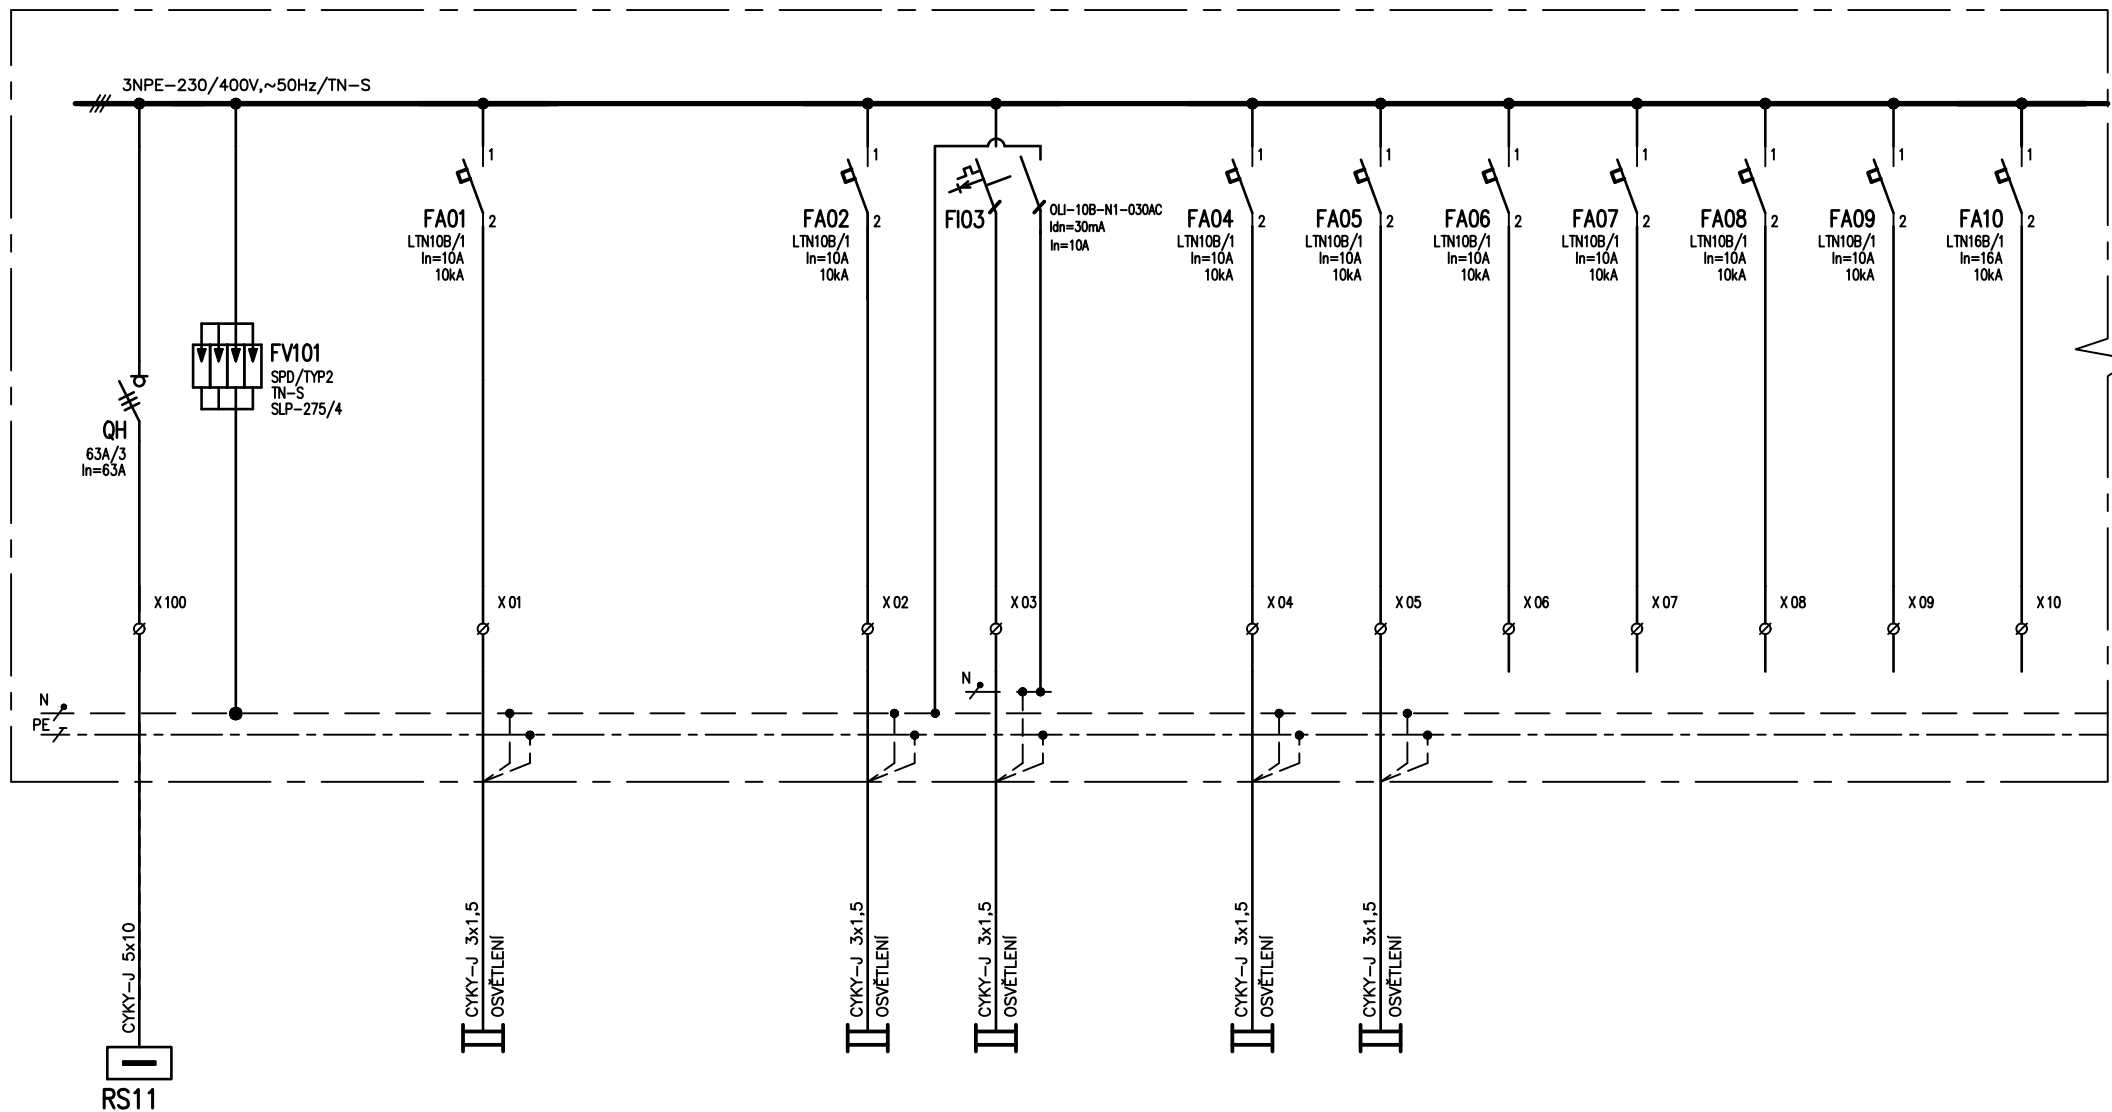 3NPE-230/400V,~50Hz/TN-S
1
1
1
1
1
1
1
1
1
FA01
2
LTN10B/1
In=10A
10kA
FA02
2
LTN10B/1
In=10A
10kA
FI03
OLI-10B-N1-030AC
Idn=30mA
In=10A
FA04
2
LTN10B/1
In=10A
10kA
FA05
2
LTN10B/1
In=10A
10kA
FA06
2
LTN10B/1
In=10A
10kA
FA07
2
LTN10B/1
In=10A
10kA
FA08
2
LTN10B/1
In=10A
10kA
FA09
2
LTN10B/1
In=10A
10kA
FA10
2
LTN16B/1
In=16A
10kA
FV101
SPD/TYP2
TN-S
SLP-275/4
QH
63A/3
In=63A
X100
X01
X02
X03
X04
X05
X06
X07
X08
X09
X10
N
N
PE
CYKY-J 5x10
CYKY-J 3x1,5
OSVĚTLENÍ
CYKY-J 3x1,5
OSVĚTLENÍ
CYKY-J 3x1,5
OSVĚTLENÍ
CYKY-J 3x1,5
OSVĚTLENÍ
CYKY-J 3x1,5
OSVĚTLENÍ
RS11